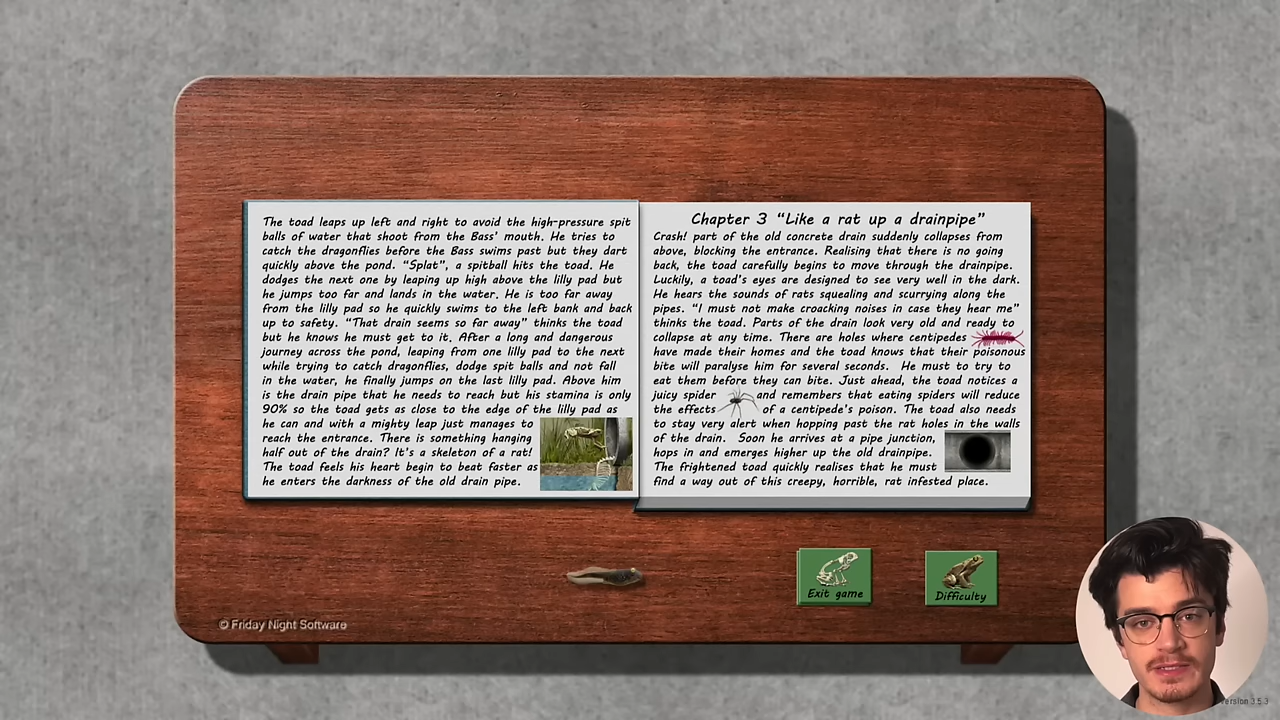 The toad leaps up left and right to avoid the high-pressure spit
balls of water that shoot from the Bass' mouth. He tries to
catch the dragonflies before the Bass swims past but they dart
quickly above the pond. “Splat”, a spitball hits the toad. He
dodges the next one by leaping up high above the lilly pad but
he jumps too far and lands in the water. He is too far away
from the lilly pad so he quickly swims to the left bank and back
up to safety. “That drain seems so far away” thinks the toad
but he knows he must get to it. After a long and dangerous
journey across the pond, leaping from one lilly pad to the next
while trying to catch dragonflies, dodge spit balls and not fall
in the water, he finally jumps on the last lilly pad. Above him
is the drain pipe that he needs to reach but his stamina is only
90% so the toad gets as close to the edge of the lilly pad as
he can and with a mighty leap just manages to
reach the entrance. There is something hanging
half out of the drain? It's a skeleton of a rat!
The toad feels his heart begin to beat faster as
he enters the darkness of the old drain pipe.
Chapter 3 “Like a rat up a drainpipe”
Crash! part of the old concrete drain suddenly collapses from
above, blocking the entrance. Realising that there is no going
back, the toad carefully begins to move through the drainpipe.
Luckily, a toad's eyes are designed to see very well in the dark.
He hears the sounds of rats squealing and scurrying along the
pipes. “I must not make croacking noises in case they hear me”
thinks the toad. Parts of the drain look very old and ready to
collapse at any time. There are holes where centipedes
have made their homes and the toad knows that their poisonous
bite will paralyse him for several seconds. He must to try to
eat them before they can bite. Just ahead, the toad notices a
juicy spider and remembers that eating spiders will reduce
the effects of a centipede's poison. The toad also needs
to stay very alert when hopping past the rat holes in the walls
of the drain. Soon he arrives at a pipe junction,
hops in and emerges higher up the old drainpipe.
The frightened toad quickly realises that he must
find a way out of this creepy, horrible, rat infested place.
Exit game
Difficulty
© Friday Night Software
Version 3.5.3